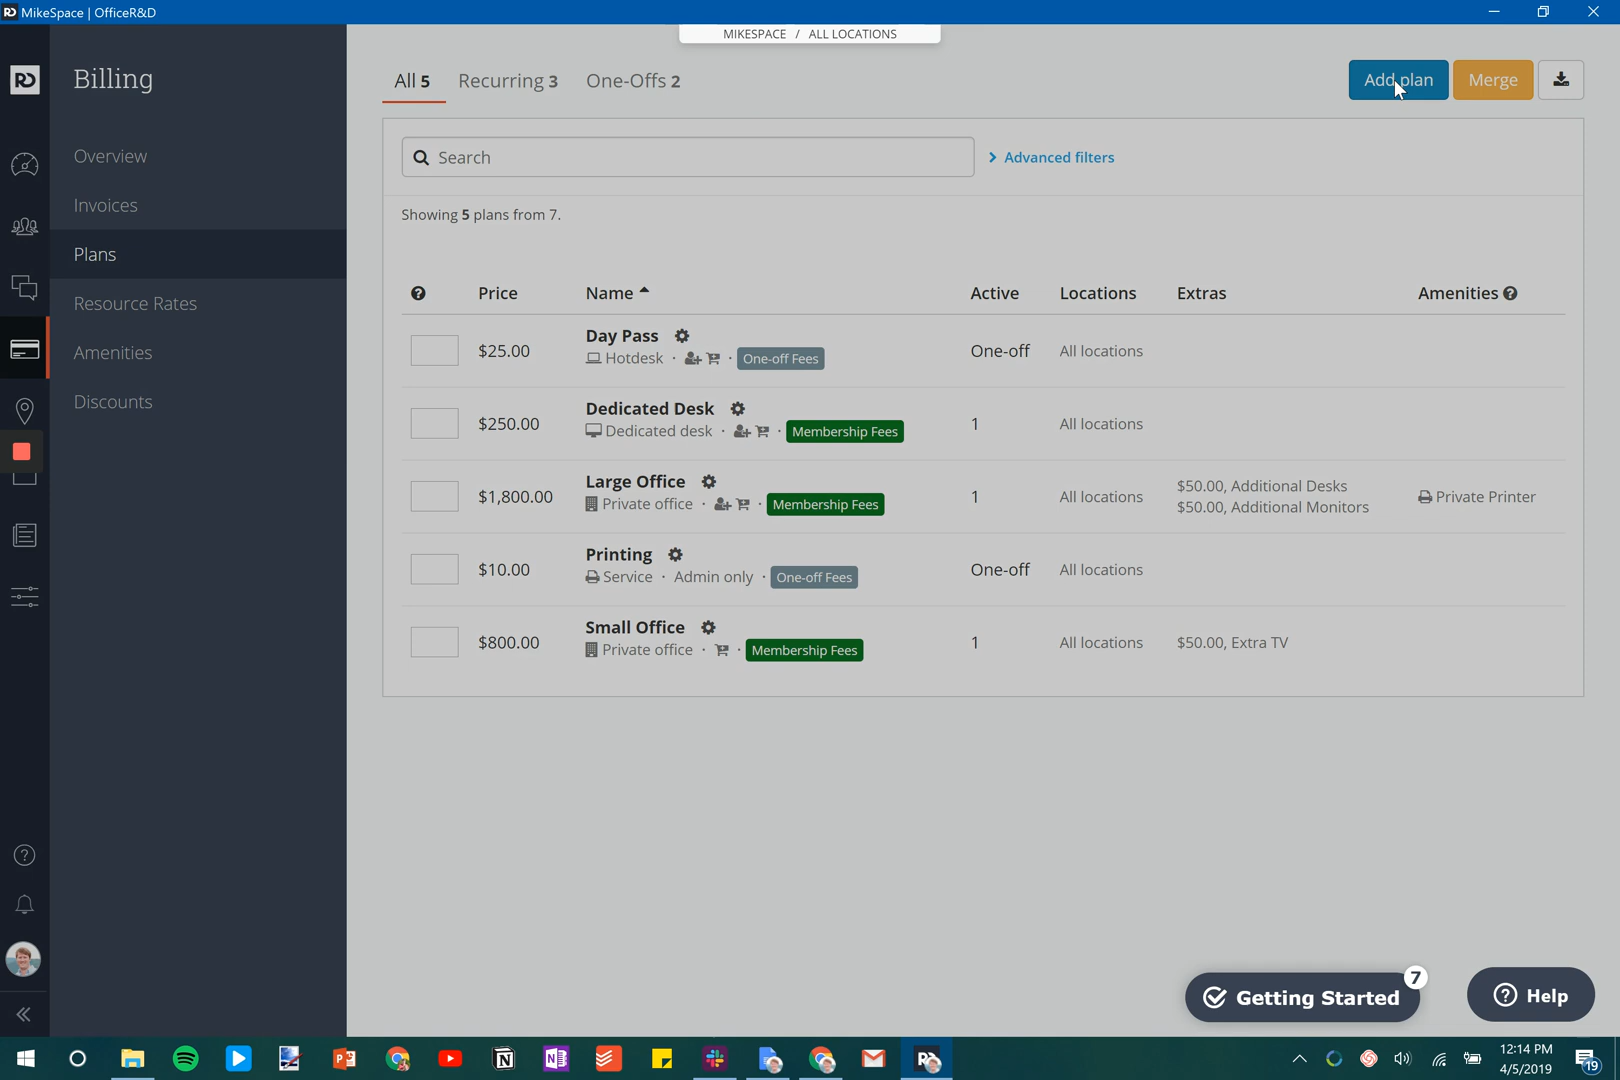 RD MikeSpace | OfficeR&D
MIKESPACE / ALL LOCATIONS
RD
Billing
Overview
Invoices
Plans
Resource Rates
Amenities
Discounts
All 5 Recurring 3 One-Offs 2
Add plan Merge
Search
Advanced filters
Showing 5 plans from 7.
Price Name Active Locations Extras Amenities
$25.00 Day Pass One-off All locations
Hotdesk · · One-off Fees
$250.00 Dedicated Desk 1 All locations
Dedicated desk · · Membership Fees
$1,800.00 Large Office 1 All locations $50.00, Additional Desks Private Printer
Private office · · Membership Fees $50.00, Additional Monitors
$10.00 Printing One-off All locations
Service · Admin only · One-off Fees
$800.00 Small Office 1 All locations $50.00, Extra TV
Private office · · Membership Fees
7
Getting Started
Help
12:14 PM
4/5/2019
19